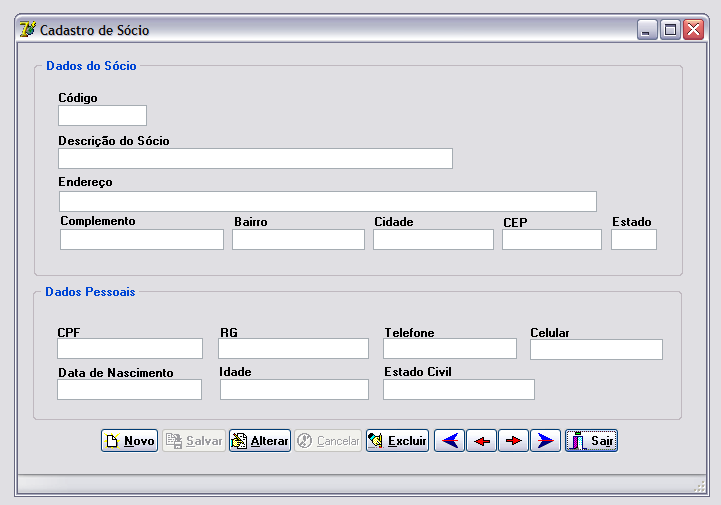 Cadastro de Sócio
Dados do Sócio
Código
Descrição do Sócio
Endereço
Complemento Bairro Cidade CEP Estado
Dados Pessoais
CPF RG Telefone Celular
Data de Nascimento Idade Estado Civil
Novo Salvar Alterar Cancelar Excluir Sair